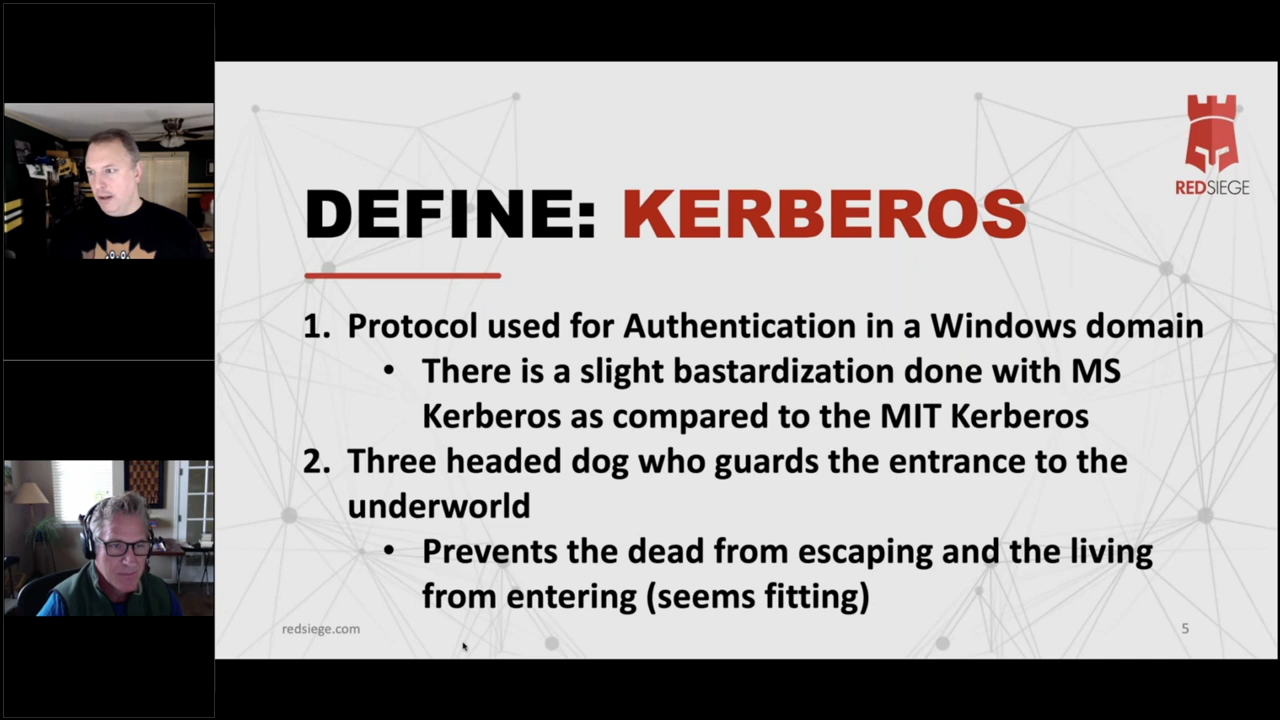 REDSIEGE
DEFINE: KERBEROS
1. Protocol used for Authentication in a Windows domain
• There is a slight bastardization done with MS
Kerberos as compared to the MIT Kerberos
2. Three headed dog who guards the entrance to the
underworld
• Prevents the dead from escaping and the living
from entering (seems fitting)
redsiege.com
5